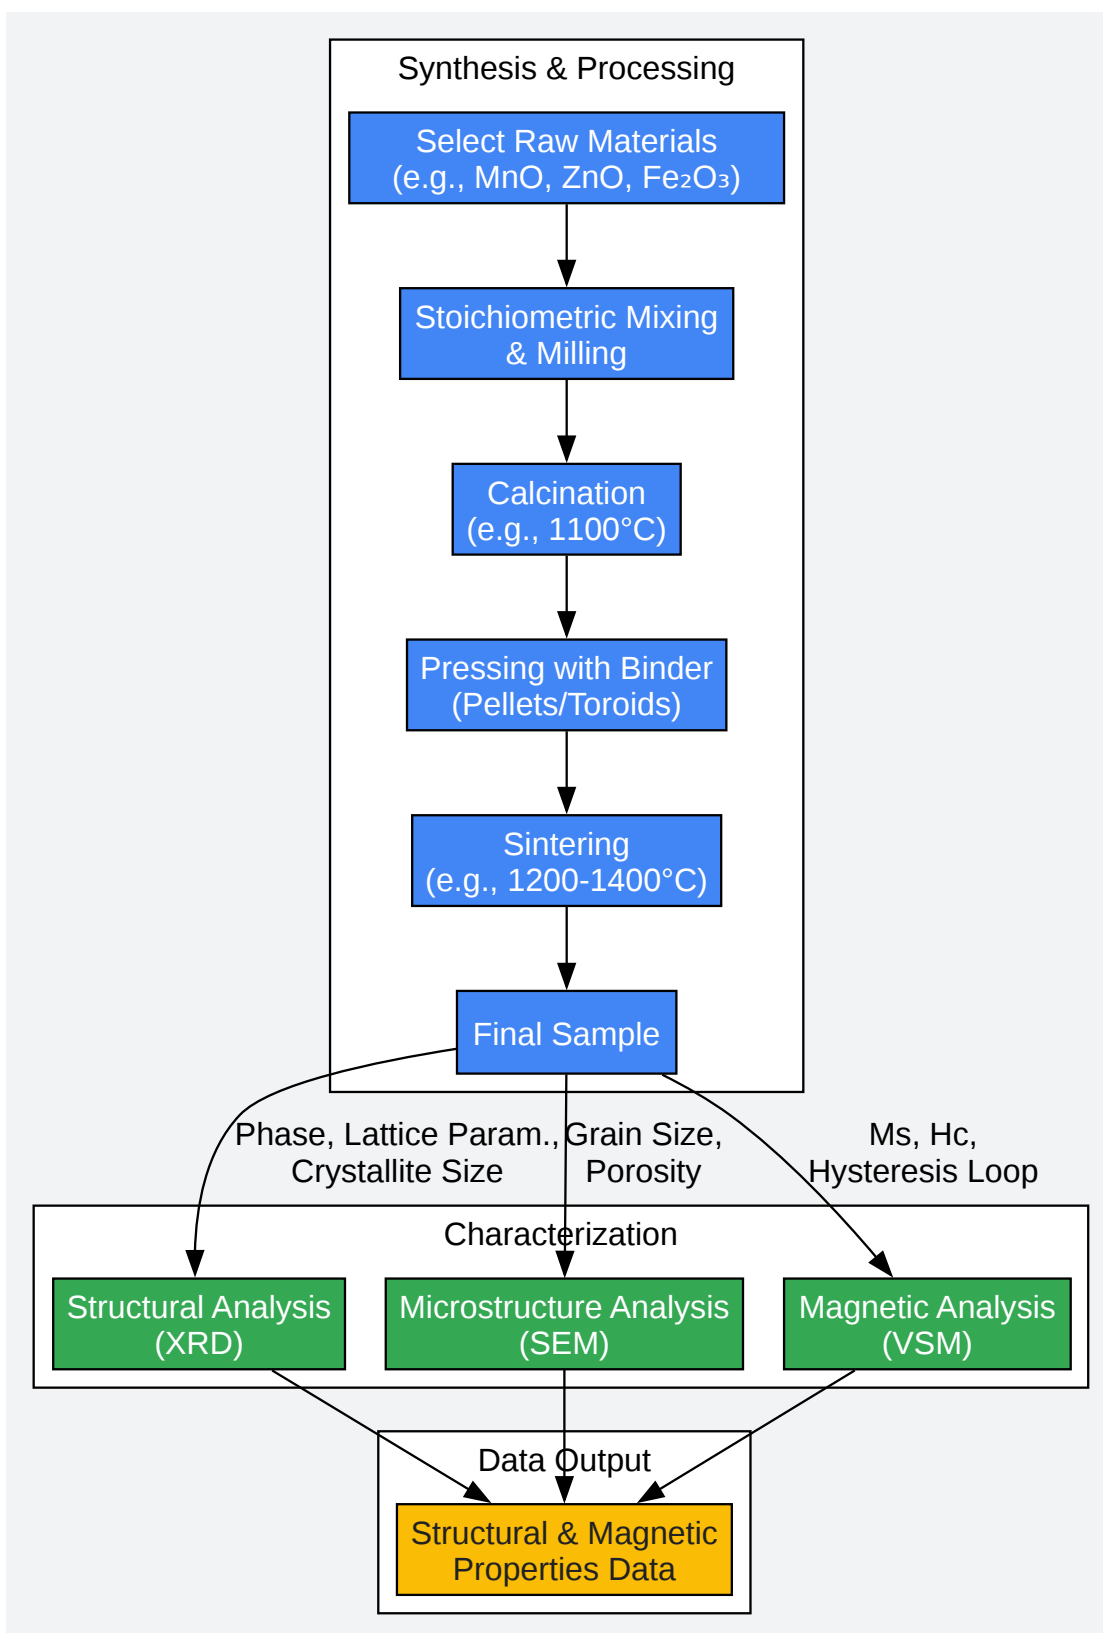 Synthesis & Processing
Select Raw Materials
(e.g., MnO, ZnO, Fe₂O₃)
Stoichiometric Mixing
& Milling
Calcination
(e.g., 1100°C)
Pressing with Binder
(Pellets/Toroids)
Sintering
(e.g., 1200-1400°C)
Final Sample
Phase, Lattice Param.,
Crystallite Size
Grain Size,
Porosity
Ms, Hc,
Hysteresis Loop
Characterization
Structural Analysis
(XRD)
Microstructure Analysis
(SEM)
Magnetic Analysis
(VSM)
Data Output
Structural & Magnetic
Properties Data